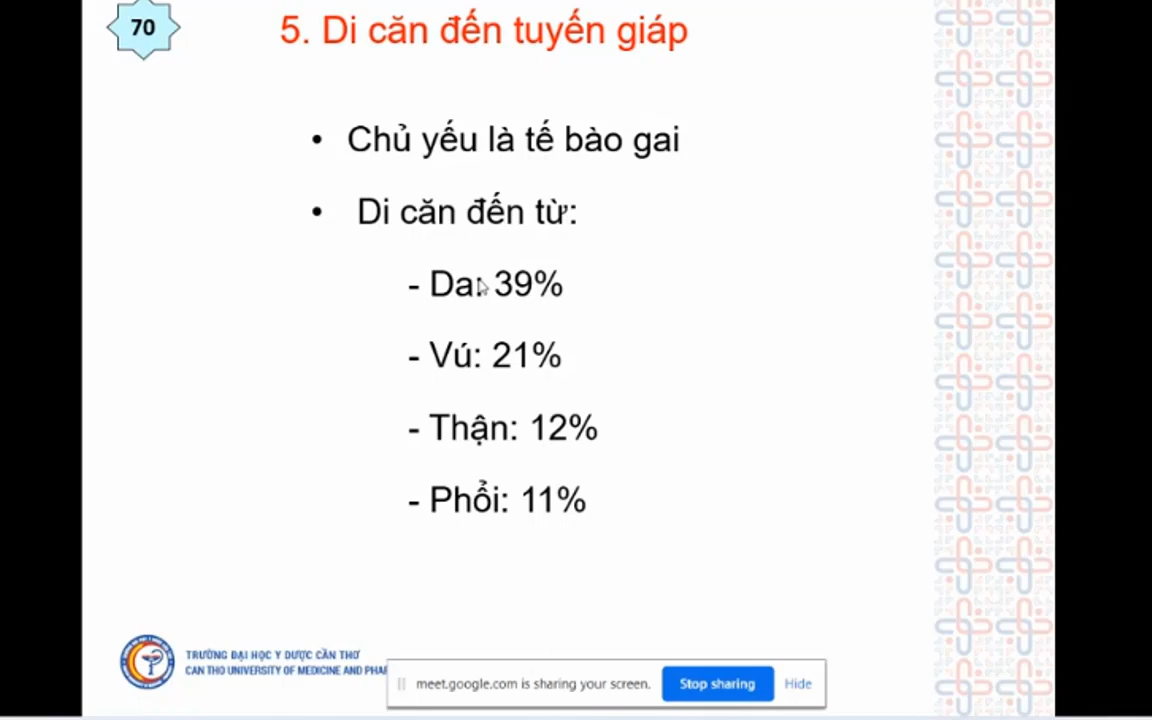 70
5. Di căn đến tuyến giáp
• Chủ yếu là tế bào gai
• Di căn đến từ:
- Da: 39%
- Vú: 21%
- Thận: 12%
- Phổi: 11%
TRƯỜNG ĐẠI HỌC Y DƯỢC CẦN THƠ
CAN THO UNIVERSITY OF MEDICINE AND PHAR
meet.google.com is sharing your screen. Stop sharing Hide